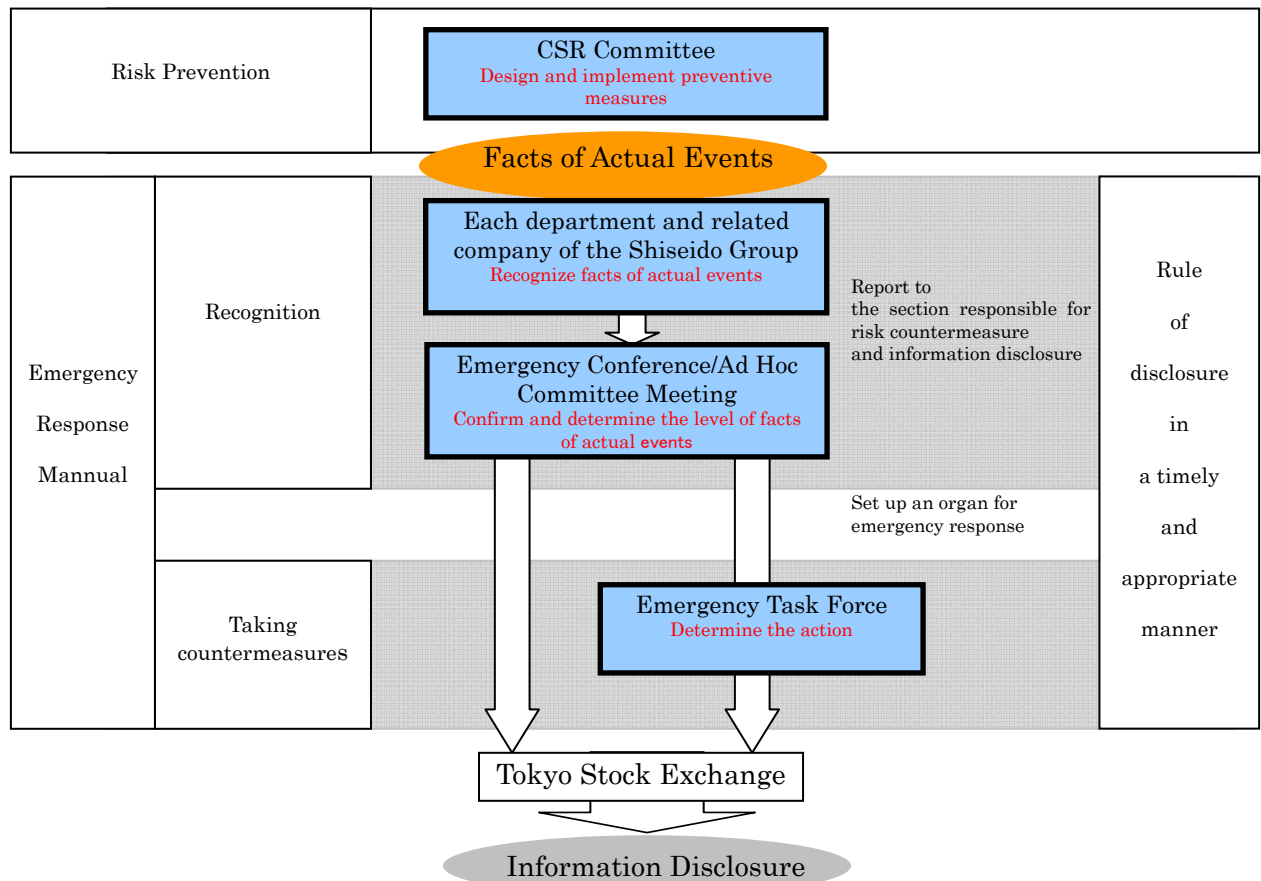 Risk Prevention
CSR Committee
Design and implement preventive
measures
Facts of Actual Events
Emergency
Response
Mannual
Recognition
Each department and related
company of the Shiseido Group
Recognize facts of actual events
Report to
the section responsible for
risk countermeasure
and information disclosure
Emergency Conference/Ad Hoc
Committee Meeting
Confirm and determine the level of facts
of actual events
Set up an organ for
emergency response
Taking
countermeasures
Emergency Task Force
Determine the action
Rule
of
disclosure
in
a timely
and
appropriate
manner
Tokyo Stock Exchange
Information Disclosure